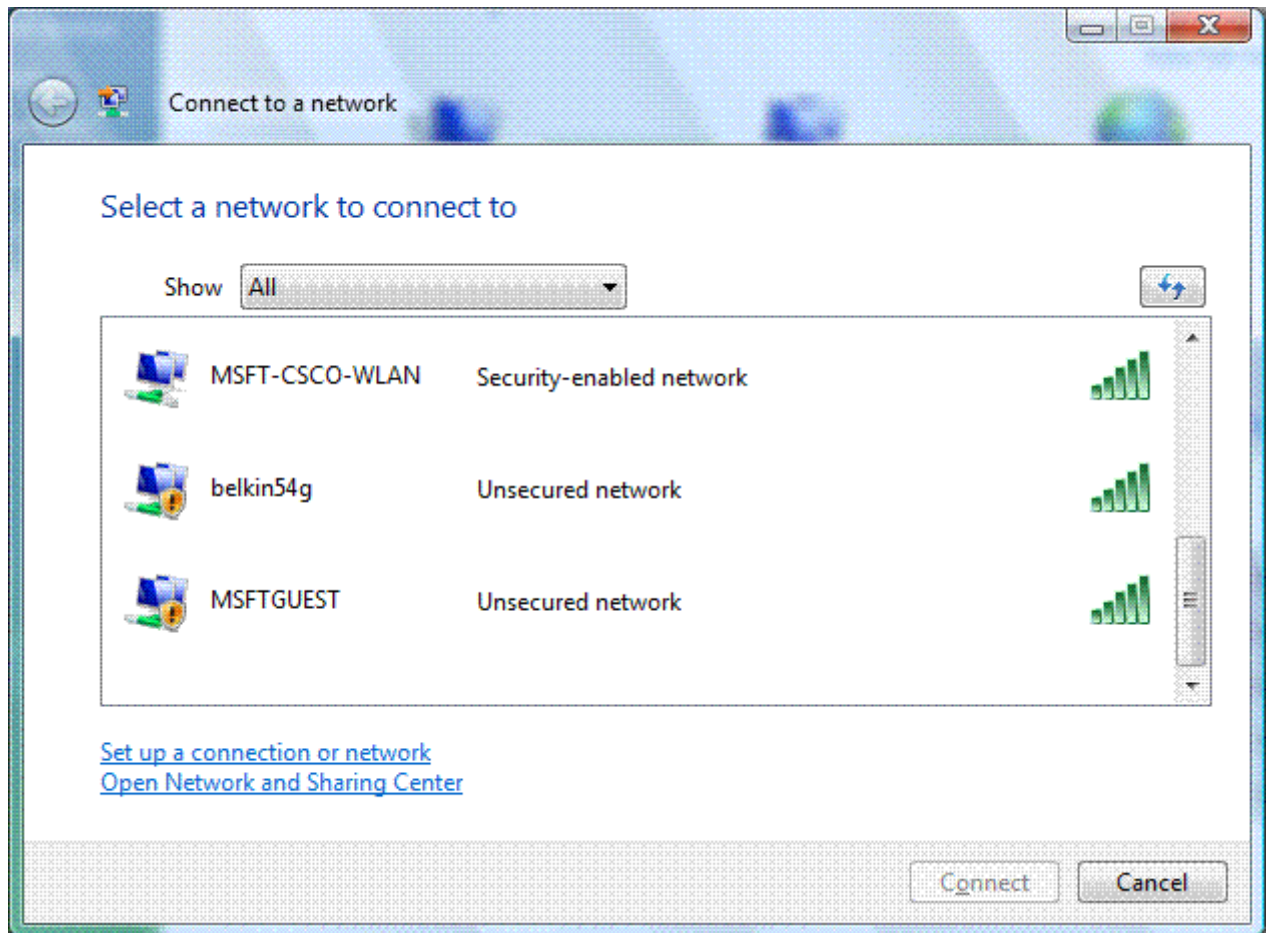 Connect to a network
Select a network to connect to
Show All
MSFT-CSCO-WLAN Security-enabled network
belkin54g Unsecured network
MSFTGUEST Unsecured network
Set up a connection or network
Open Network and Sharing Center
Connect Cancel